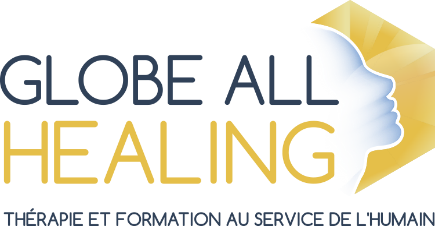 GLOBE ALL
HEALING
THÉRAPIE ET FORMATION AU SERVICE DE L'HUMAIN